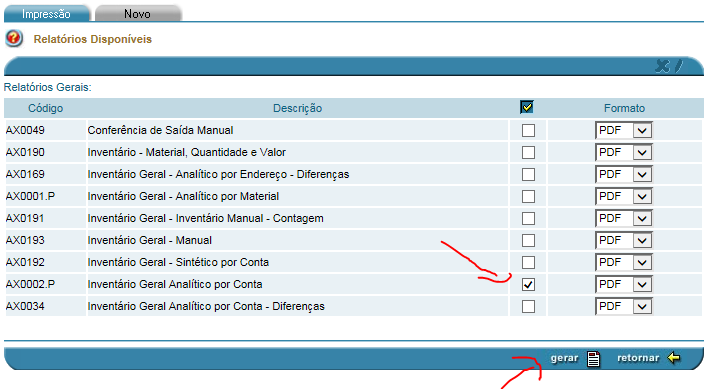 Impressão Novo
Relatórios Disponíveis
Relatórios Gerais:
Código Descrição Formato
AX0049 Conferência de Saída Manual PDF
AX0190 Inventário - Material, Quantidade e Valor PDF
AX0169 Inventário Geral - Analítico por Endereço - Diferenças PDF
AX0001.P Inventário Geral - Analítico por Material PDF
AX0191 Inventário Geral - Inventário Manual - Contagem PDF
AX0193 Inventário Geral - Manual PDF
AX0192 Inventário Geral - Sintético por Conta PDF
AX0002.P Inventário Geral Analítico por Conta PDF
AX0034 Inventário Geral Analítico por Conta - Diferenças PDF
gerar retornar